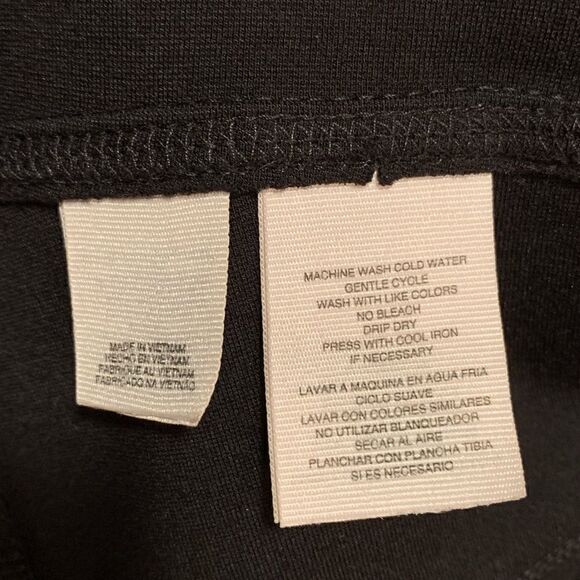 MADE IN VIETNAM
HECHO EN VIETNAM
FABRIQUE AU VIETNAM
FABRICADO NA VIETNÃO
MACHINE WASH COLD WATER
GENTLE CYCLE
WASH WITH LIKE COLORS
NO BLEACH
DRIP DRY
PRESS WITH COOL IRON
IF NECESSARY
LAVAR A MAQUINA EN AGUA FRIA
CICLO SUAVE
LAVAR CON COLORES SIMILARES
NO UTILIZAR BLANQUEADOR
SECAR AL AIRE
PLANCHAR CON PLANCHA TIBIA
SI ES NECESARIO